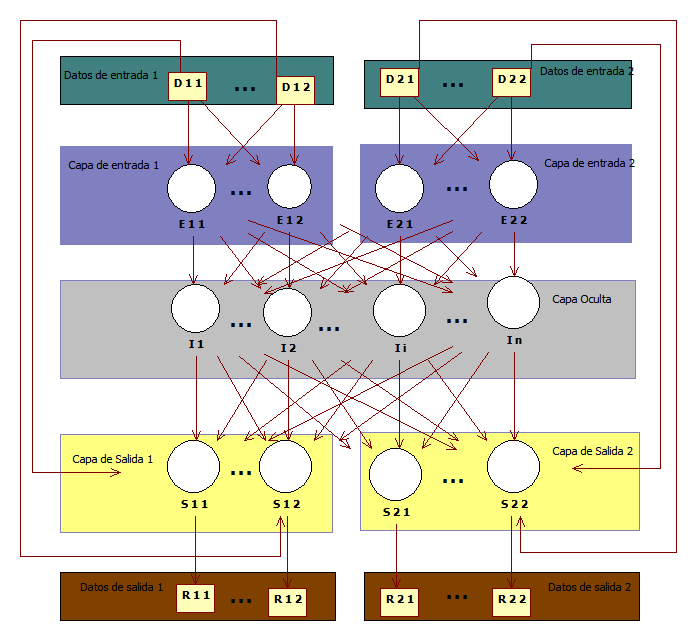 Datos de entrada 1
D11
...
D12
D21
...
D22
Datos de entrada 2
Capa de entrada 1
...
E11
E12
Capa de entrada 2
...
E21
E22
Capa Oculta
...
...
...
I1
I2
Ii
In
Capa de Salida 1
...
S11
S12
Capa de Salida 2
...
S21
S22
Datos de salida 1
R11
...
R12
Datos de salida 2
R21
...
R22